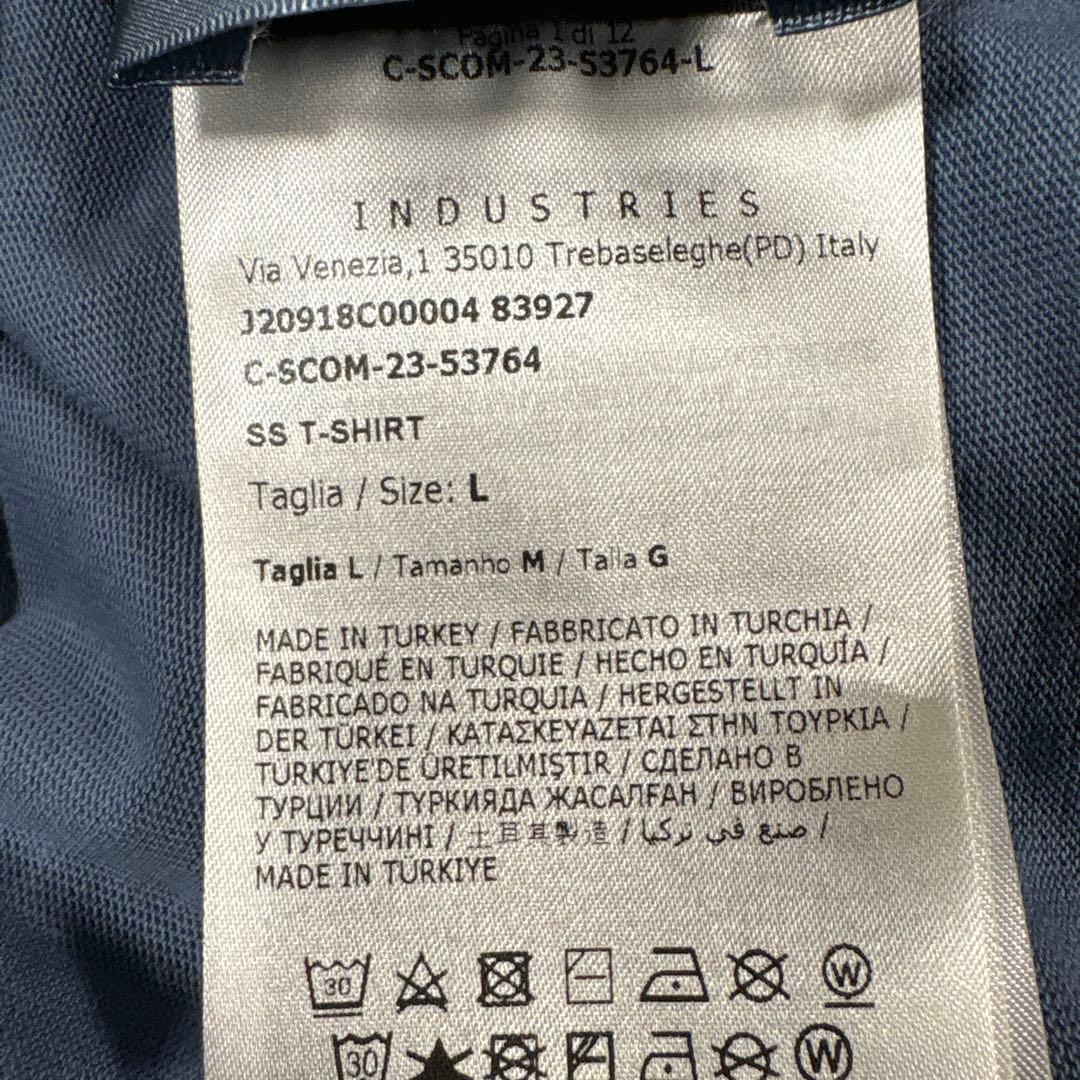 Pagina 1 di 12
C-SCOM-23-53764-L
INDUSTRIES
Via Venezia,1 35010 Trebaseleghe(PD) Italy
J20918C00004 83927
C-SCOM-23-53764
SS T-SHIRT
Taglia / Size: L
Taglia L / Tamanho M / Talla G
MADE IN TURKEY / FABBRICATO IN TURCHIA /
FABRIQUÉ EN TURQUIE / HECHO EN TURQUÍA /
FABRICADO NA TURQUIA / HERGESTELLT IN
DER TÜRKEI / ΚΑΤΑΣΚΕΥΑΖΕΤΑΙ ΣΤΗΝ ΤΟΥΡΚΙΑ /
TÜRKIYE'DE ÜRETILMIŞTIR / СДЕЛАНО В
ТУРЦИИ / ТҮРКИЯДА ЖАСАЛҒАН / ВИРОБЛЕНО
У ТУРЕЧЧИНІ / 土耳其製造 / صنع في تركيا /
MADE IN TÜRKIYE
30 W
30 W